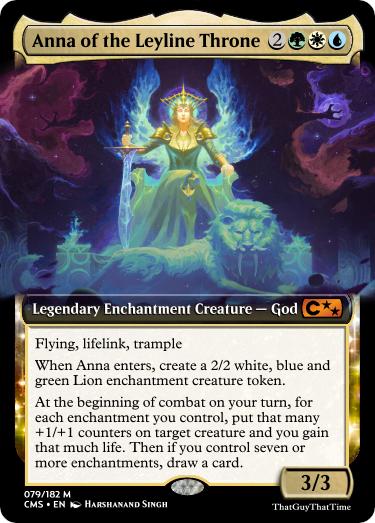 Anna of the Leyline Throne 2
Legendary Enchantment Creature — God C
Flying, lifelink, trample
When Anna enters, create a 2/2 white, blue and
green Lion enchantment creature token.
At the beginning of combat on your turn, for
each enchantment you control, put that many
+1/+1 counters on target creature and you gain
that much life. Then if you control seven or
more enchantments, draw a card.
3/3
079/182 M
CMS • EN Harshanand Singh
ThatGuyThatTime